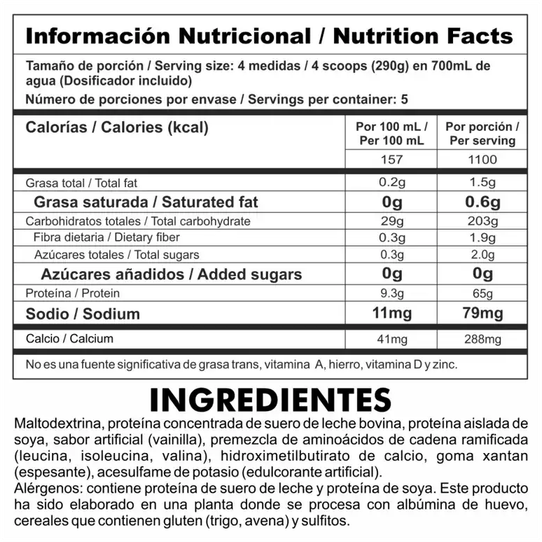 Información Nutricional / Nutrition Facts
Tamaño de porción / Serving size: 4 medidas / 4 scoops (290g) en 700mL de
agua (Dosificador incluido)
Número de porciones por envase / Servings per container: 5
Calorías / Calories (kcal) Por 100 mL / Por porción /
Per 100 mL Per serving
157 1100
Grasa total / Total fat 0.2g 1.5g
Grasa saturada / Saturated fat 0g 0.6g
Carbohidratos totales / Total carbohydrate 29g 203g
Fibra dietaria / Dietary fiber 0.3g 1.9g
Azúcares totales / Total sugars 0.3g 2.0g
Azúcares añadidos / Added sugars 0g 0g
Proteína / Protein 9.3g 65g
Sodio / Sodium 11mg 79mg
Calcio / Calcium 41mg 288mg
No es una fuente significativa de grasa trans, vitamina A, hierro, vitamina D y zinc.
INGREDIENTES
Maltodextrina, proteína concentrada de suero de leche bovina, proteína aislada de
soya, sabor artificial (vainilla), premezcla de aminoácidos de cadena ramificada
(leucina, isoleucina, valina), hidroximetilbutirato de calcio, goma xantan
(espesante), acesulfame de potasio (edulcorante artificial).
Alérgenos: contiene proteína de suero de leche y proteína de soya. Este producto
ha sido elaborado en una planta donde se procesa con albúmina de huevo,
cereales que contienen gluten (trigo, avena) y sulfitos.